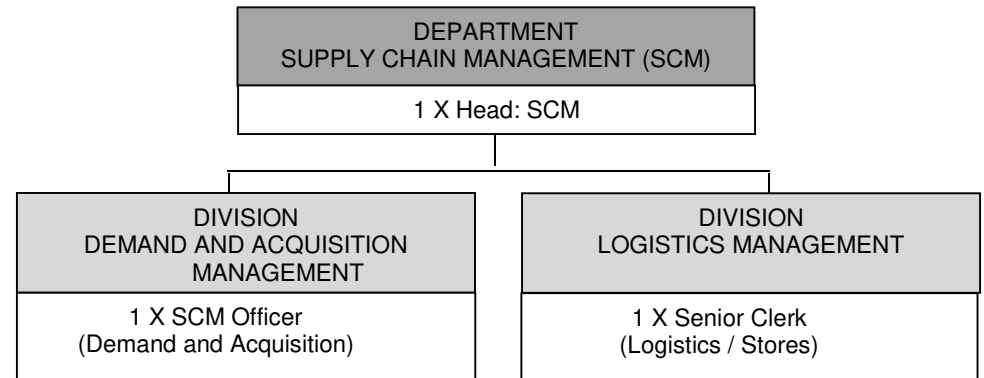 DEPARTMENT
SUPPLY CHAIN MANAGEMENT (SCM)
1 X Head: SCM
DIVISION
DEMAND AND ACQUISITION
MANAGEMENT
1 X SCM Officer
(Demand and Acquisition)
DIVISION
LOGISTICS MANAGEMENT
1 X Senior Clerk
(Logistics / Stores)